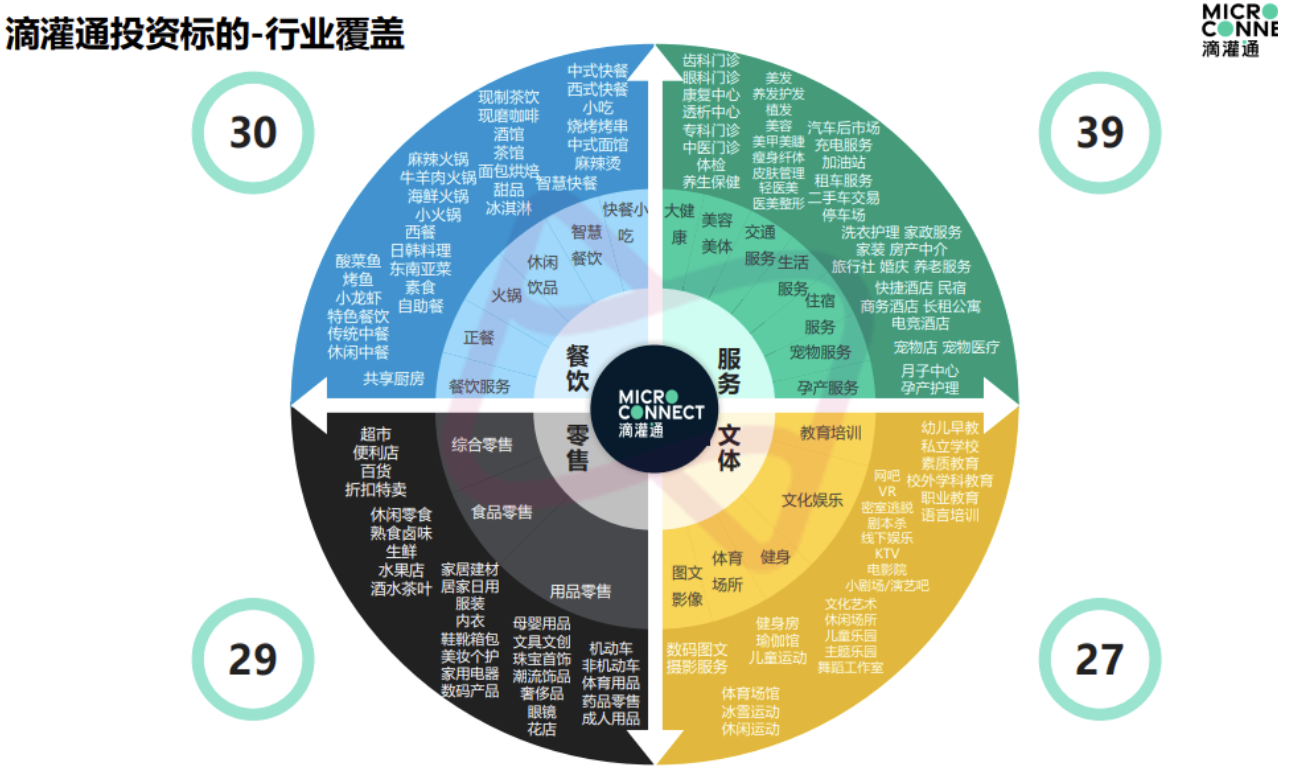 滴灌通投资标的-行业覆盖
MICRO
CONNE
滴灌通
30
39
29
27
MICRO
CONNECT
滴灌通
餐
饮
中式快餐
西式快餐
小吃
烧烤烤串
中式面馆
麻辣烫
智慧快餐
现制茶饮
现磨咖啡
酒馆
茶馆
面包烘焙
甜品
冰淇淋
麻辣火锅
牛羊肉火锅
海鲜火锅
小火锅
西餐
日韩料理
东南亚菜
素食
自助餐
酸菜鱼
烤鱼
小龙虾
特色餐饮
传统中餐
休闲中餐
共享厨房
快餐小
吃
智慧
餐饮
休闲
饮品
火锅
正餐
餐饮服务
服
务
齿科门诊
眼科门诊
康复中心
透析中心
专科门诊
中医门诊
体检
养生保健
美发
养发护发
植发
美容
美甲美睫
瘦身纤体
皮肤管理
轻医美
医美整形
汽车后市场
充电服务
加油站
租车服务
二手车交易
停车场
洗衣护理 家政服务
家装 房产中介
旅行社 婚庆 养老服务
快捷酒店 民宿
商务酒店 长租公寓
电竞酒店
宠物店 宠物医疗
月子中心
孕产护理
大健
康
美容
美体
交通
服务
生活
服务
住宿
服务
宠物服务
孕产服务
零
售
综合零售
食品零售
用品零售
超市
便利店
百货
折扣特卖
休闲零食
熟食卤味
生鲜
水果店
酒水茶叶
家居建材
居家日用
服装
内衣
鞋靴箱包
美妆个护
家用电器
数码产品
母婴用品
文具文创
珠宝首饰
潮流饰品
奢侈品
眼镜
花店
机动车
非机动车
体育用品
药品零售
成人用品
文
体
教育培训
文化娱乐
健身
体育
场所
图文
影像
幼儿早教
私立学校
素质教育
校外学科教育
职业教育
语言培训
网吧
VR
密室逃脱
剧本杀
线下娱乐
KTV
电影院
小剧场/演艺吧
文化艺术
休闲场所
儿童乐园
主题乐园
舞蹈工作室
健身房
瑜伽馆
儿童运动
数码图文
摄影服务
体育场馆
冰雪运动
休闲运动